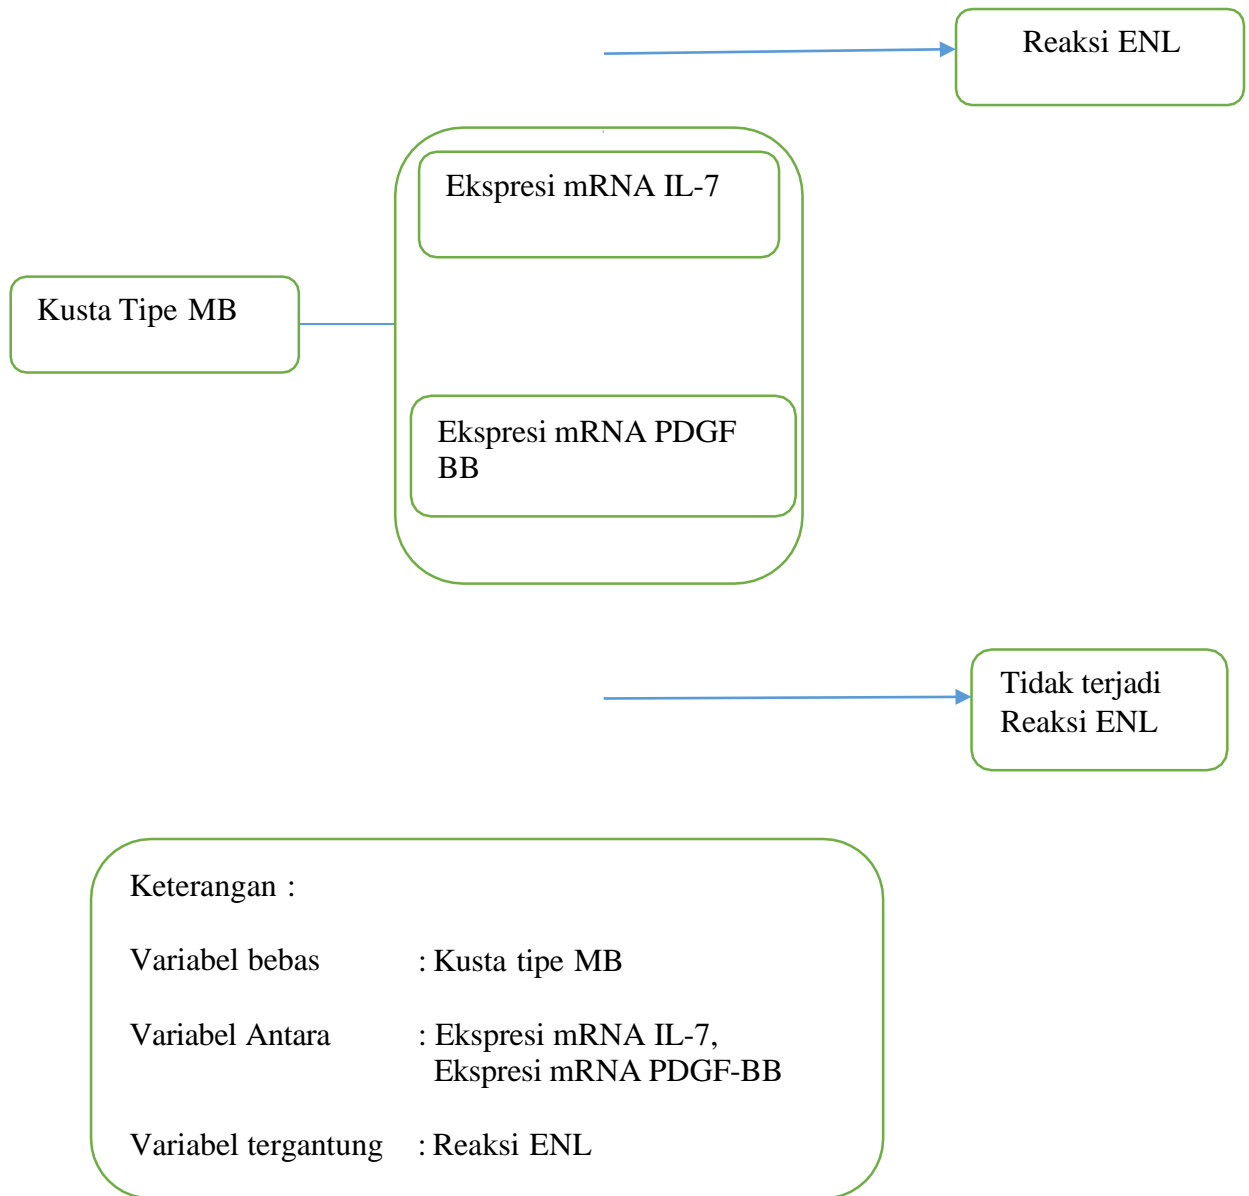 Reaksi ENL
Ekspresi mRNA IL-7
Kusta Tipe MB
Ekspresi mRNA PDGF
BB
Tidak terjadi
Reaksi ENL
Keterangan :
Variabel bebas : Kusta tipe MB
Variabel Antara : Ekspresi mRNA IL-7,
Ekspresi mRNA PDGF-BB
Variabel tergantung : Reaksi ENL